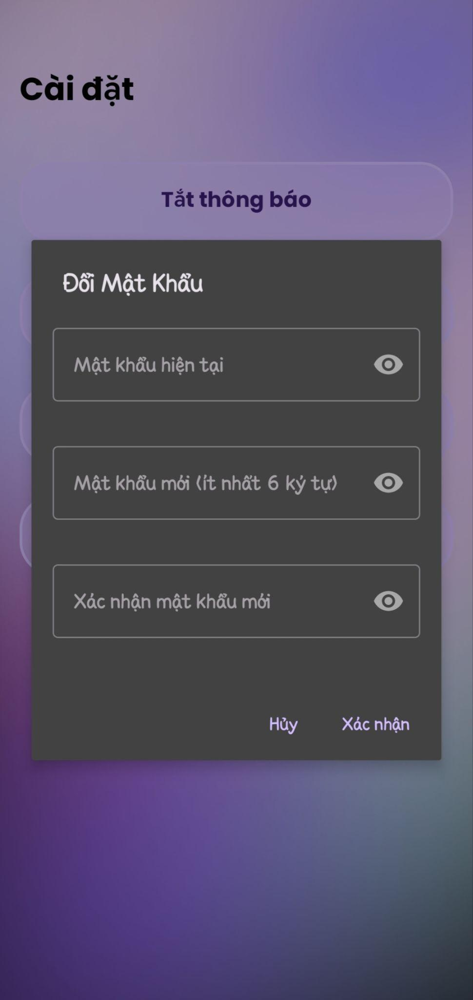 Cài đặt
Tắt thông báo
Đổi Mật Khẩu
Mật khẩu hiện tại
Mật khẩu mới (ít nhất 6 ký tự)
Xác nhận mật khẩu mới
Hủy
Xác nhận